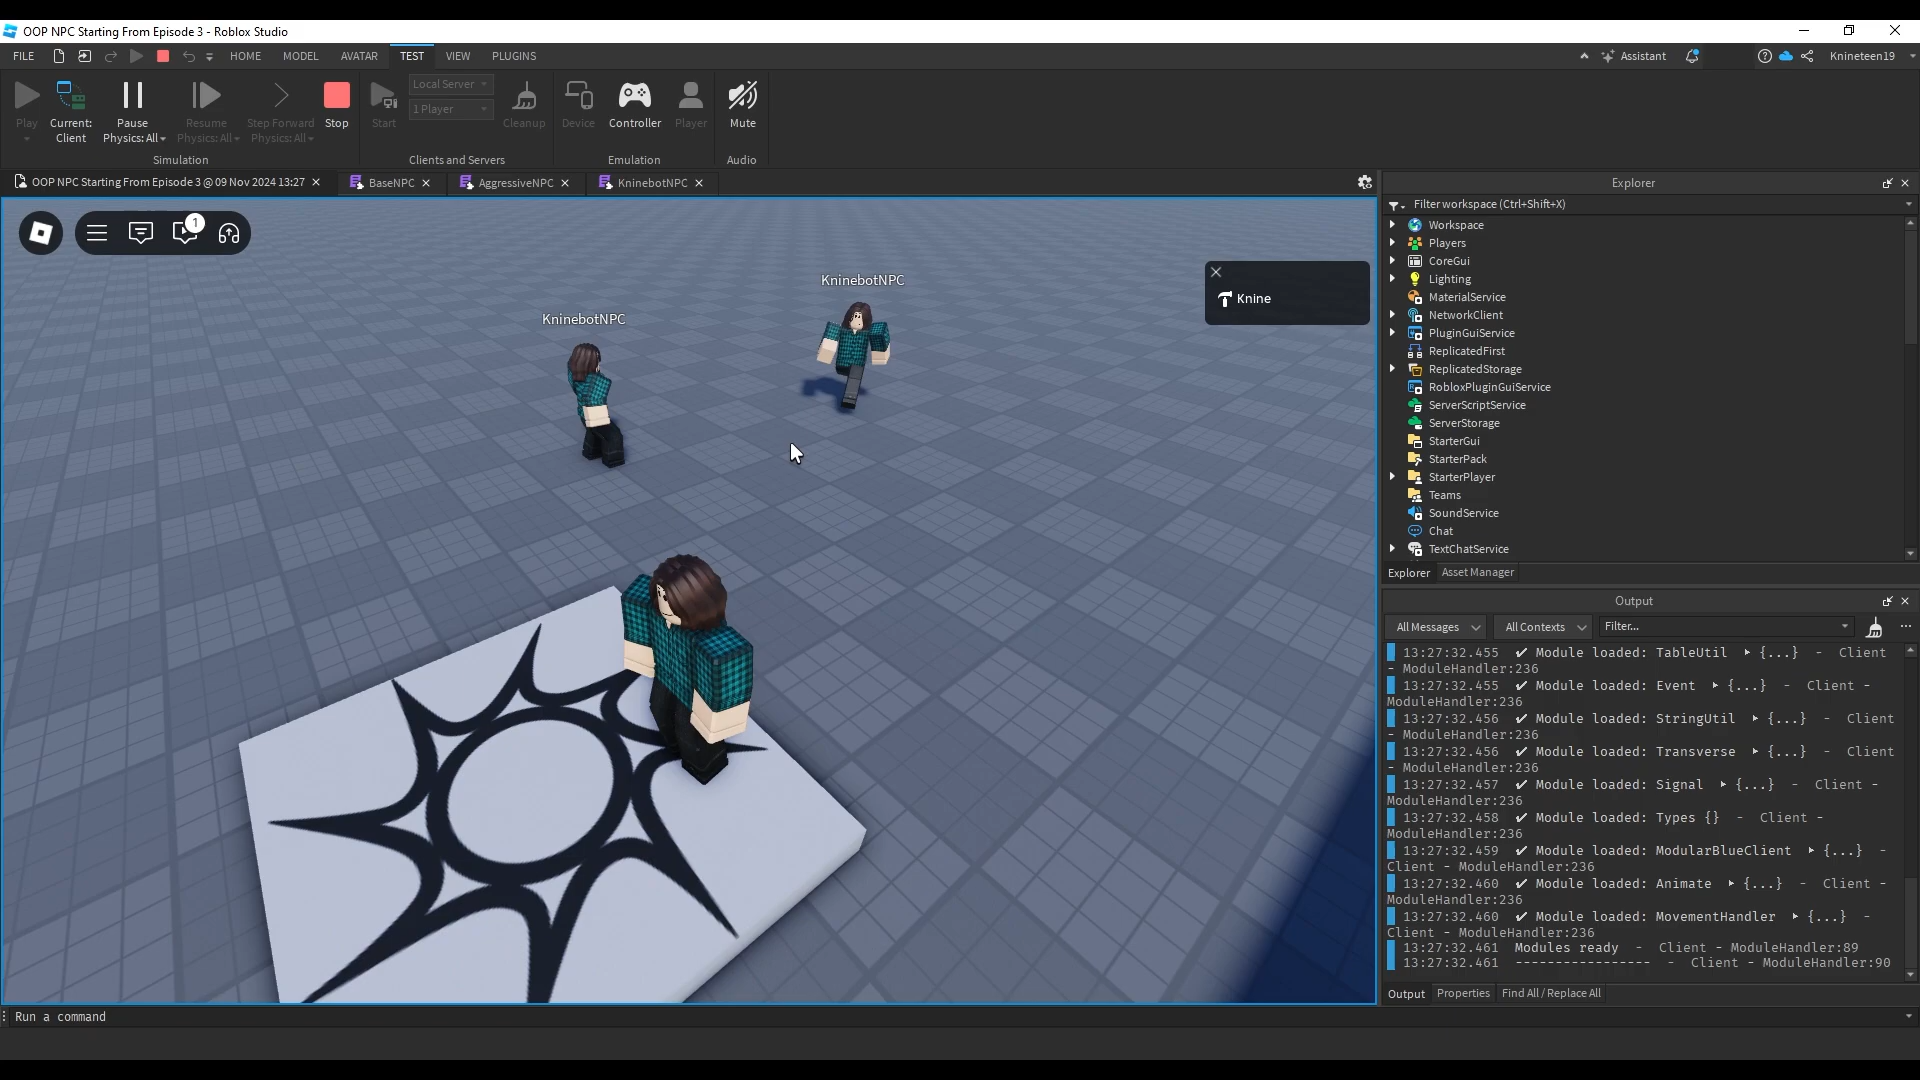 OOP NPC Starting From Episode 3 - Roblox Studio
FILE HOME MODEL AVATAR TEST VIEW PLUGINS Assistant Knineteen19
Play Current: Client Pause Physics: All Resume Physics: All Step Forward Physics: All Stop Start Local Server 1 Player Cleanup Device Controller Player Mute
Simulation Clients and Servers Emulation Audio
OOP NPC Starting From Episode 3 @ 09 Nov 2024 13:27 BaseNPC AggressiveNPC KninebotNPC
1
KninebotNPC
KninebotNPC
Knine
Explorer
Filter workspace (Ctrl+Shift+X)
Workspace
Players
CoreGui
Lighting
MaterialService
NetworkClient
PluginGuiService
ReplicatedFirst
ReplicatedStorage
RobloxPluginGuiService
ServerScriptService
ServerStorage
StarterGui
StarterPack
StarterPlayer
Teams
SoundService
Chat
TextChatService
Explorer Asset Manager
Output
All Messages All Contexts Filter...
13:27:32.455 ✔ Module loaded: TableUtil ▶ {...} - Client
- ModuleHandler:236
13:27:32.455 ✔ Module loaded: Event ▶ {...} - Client -
ModuleHandler:236
13:27:32.456 ✔ Module loaded: StringUtil ▶ {...} - Client
- ModuleHandler:236
13:27:32.456 ✔ Module loaded: Transverse ▶ {...} - Client
- ModuleHandler:236
13:27:32.457 ✔ Module loaded: Signal ▶ {...} - Client -
ModuleHandler:236
13:27:32.458 ✔ Module loaded: Types {} - Client -
ModuleHandler:236
13:27:32.459 ✔ Module loaded: ModularBlueClient ▶ {...} -
Client - ModuleHandler:236
13:27:32.460 ✔ Module loaded: Animate ▶ {...} - Client -
ModuleHandler:236
13:27:32.460 ✔ Module loaded: MovementHandler ▶ {...} -
Client - ModuleHandler:236
13:27:32.461 Modules ready - Client - ModuleHandler:89
13:27:32.461 ----------------- - Client - ModuleHandler:90
Output Properties Find All / Replace All
Run a command